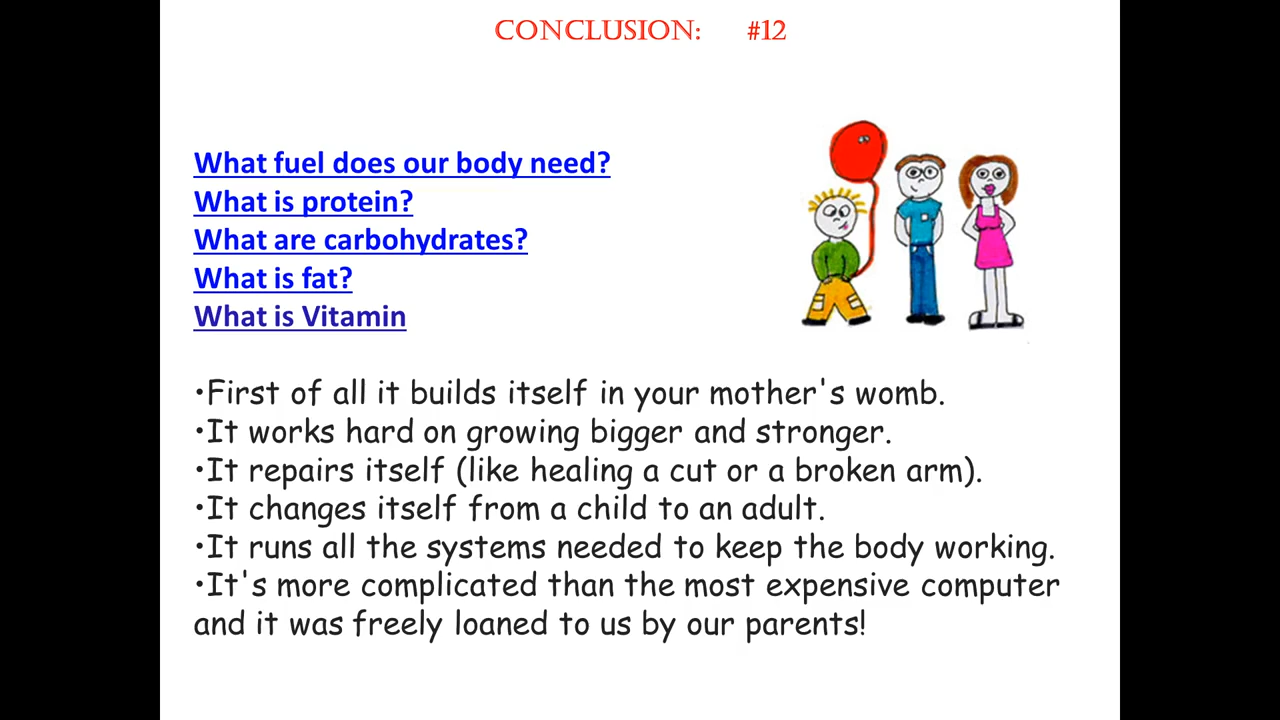 CONCLUSION: #12
What fuel does our body need?
What is protein?
What are carbohydrates?
What is fat?
What is Vitamin
•First of all it builds itself in your mother's womb.
•It works hard on growing bigger and stronger.
•It repairs itself (like healing a cut or a broken arm).
•It changes itself from a child to an adult.
•It runs all the systems needed to keep the body working.
•It's more complicated than the most expensive computer
and it was freely loaned to us by our parents!